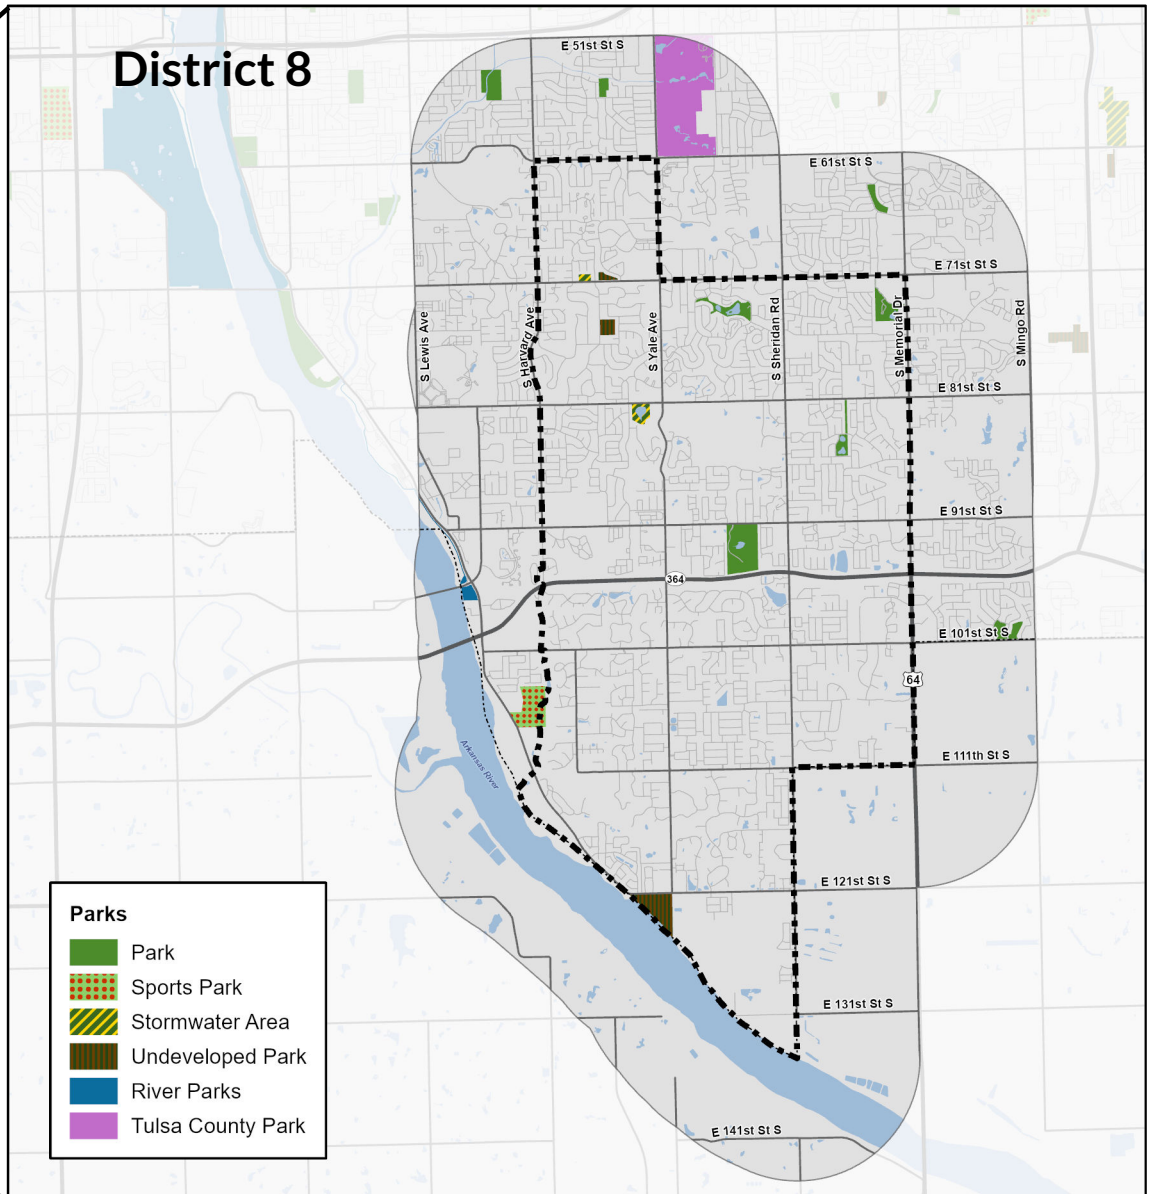 District 8
E 51st St S
E 61st St S
E 71st St S
S Lewis Ave
S Harvard Ave
S Yale Ave
S Sheridan Rd
S Memorial Dr
S Mingo Rd
E 81st St S
E 91st St S
364
E 101st St S
64
Arkansas River
E 111th St S
E 121st St S
E 131st St S
E 141st St S
Parks
Park
Sports Park
Stormwater Area
Undeveloped Park
River Parks
Tulsa County Park